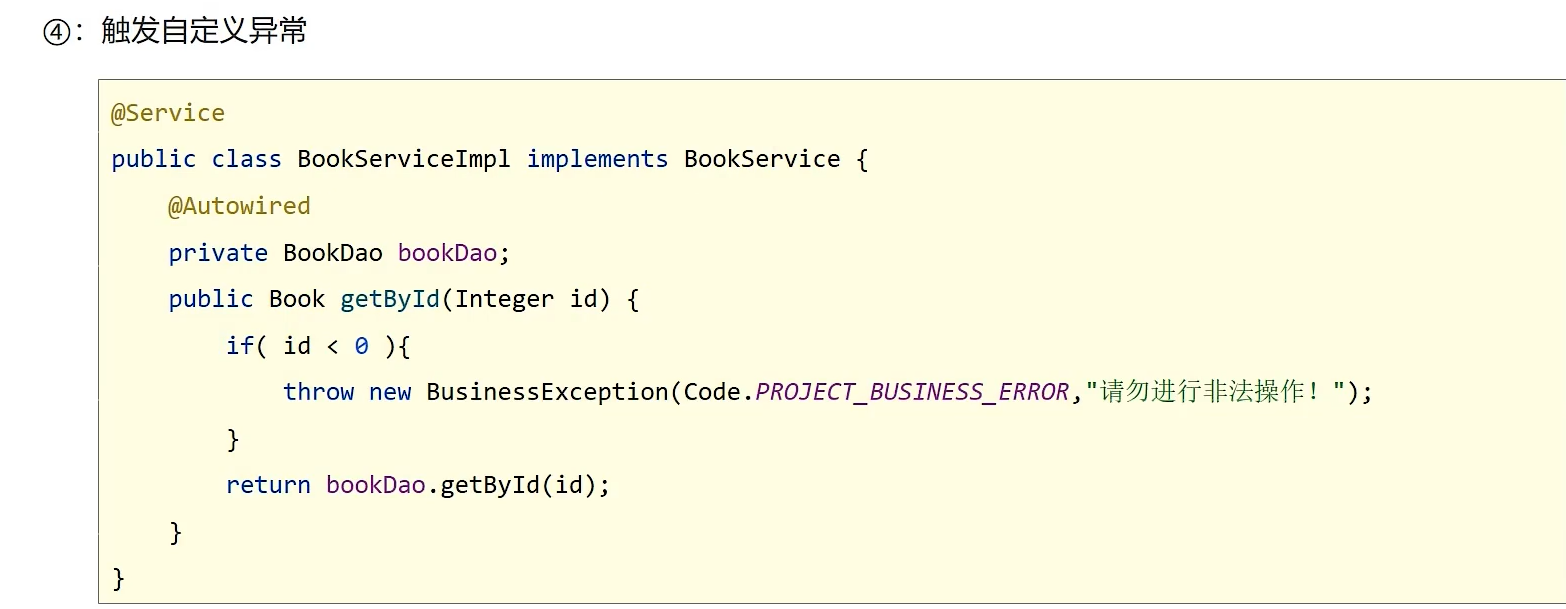 ④：触发自定义异常
@Service
public class BookServiceImpl implements BookService {
    @Autowired
    private BookDao bookDao;
    public Book getById(Integer id) {
        if( id < 0 ){
            throw new BusinessException(Code.PROJECT_BUSINESS_ERROR,"请勿进行非法操作！");
        }
        return bookDao.getById(id);
    }
}